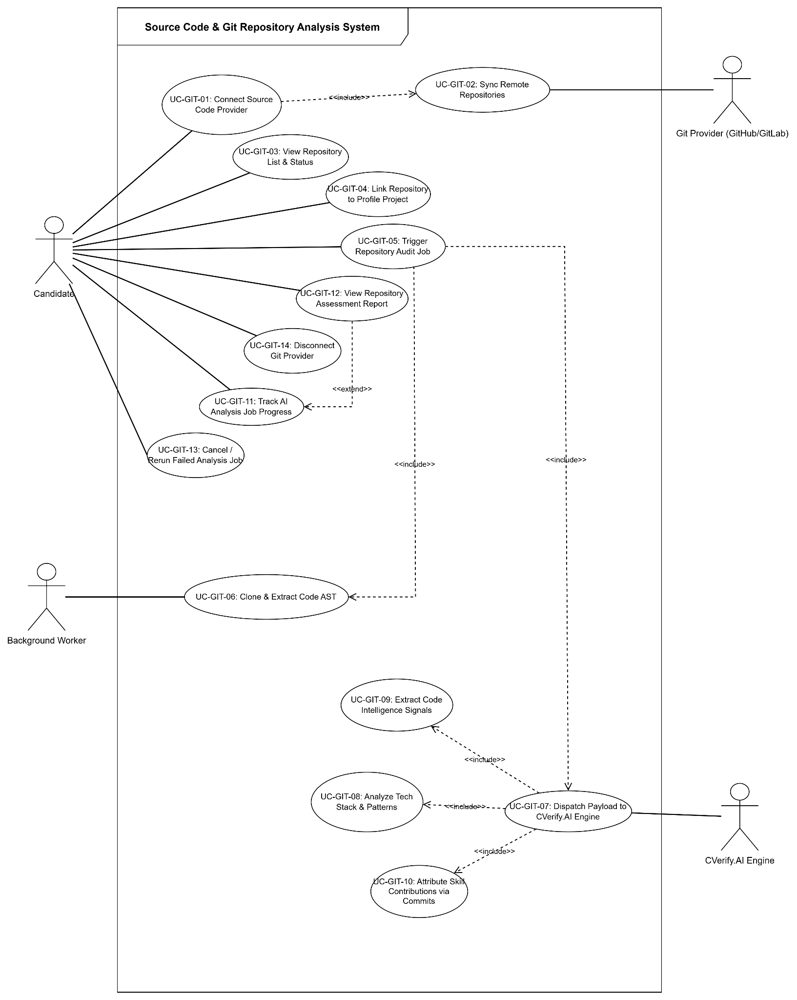 Source Code & Git Repository Analysis System
UC-GIT-01: Connect Source
Code Provider
<<include>>
UC-GIT-02: Sync Remote
Repositories
Git Provider (GitHub/GitLab)
UC-GIT-03: View Repository
List & Status
UC-GIT-04: Link Repository
to Profile Project
UC-GIT-05: Trigger
Repository Audit Job
Candidate
UC-GIT-12: View Repository
Assessment Report
UC-GIT-14: Disconnect
Git Provider
<<extend>>
UC-GIT-11: Track AI
Analysis Job Progress
UC-GIT-13: Cancel /
Rerun Failed Analysis Job
<<include>>
<<include>>
UC-GIT-06: Clone & Extract Code AST
Background Worker
UC-GIT-09: Extract Code
Intelligence Signals
<<include>>
UC-GIT-08: Analyze Tech
Stack & Patterns
<<include>>
UC-GIT-07: Dispatch Payload to
CVerify.AI Engine
<<include>>
CVerify.AI Engine
UC-GIT-10: Attribute Skill
Contributions via
Commits